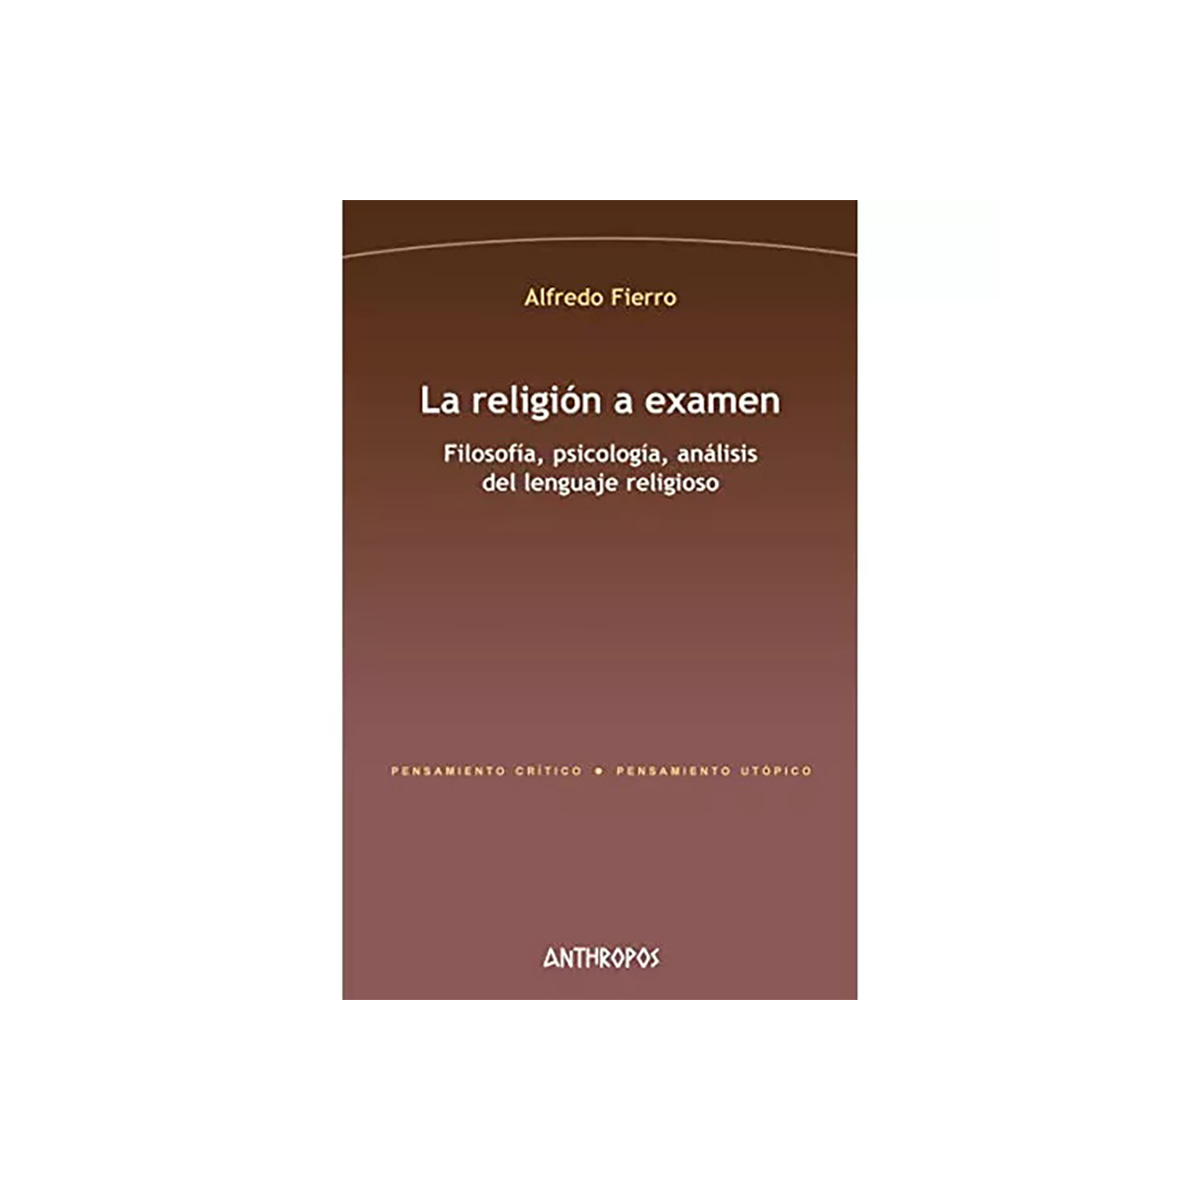 Alfredo Fierro
La religión a examen
Filosofía, psicología, análisis
del lenguaje religioso
PENSAMIENTO CRÍTICO ● PENSAMIENTO UTÓPICO
ANTHROPOS